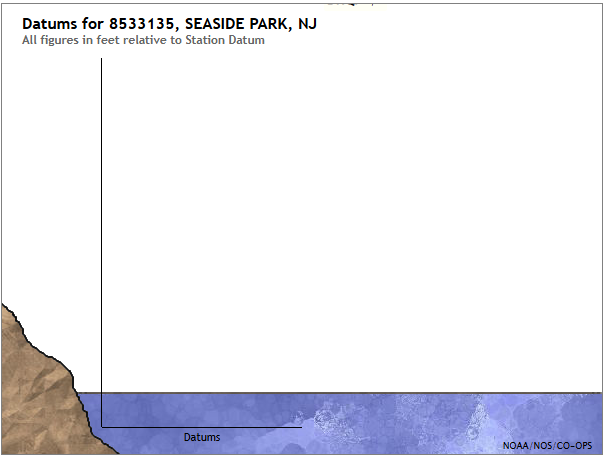 Datums for 8533135, SEASIDE PARK, NJ
All figures in feet relative to Station Datum
Datums
NOAA/NOS/CO-OPS